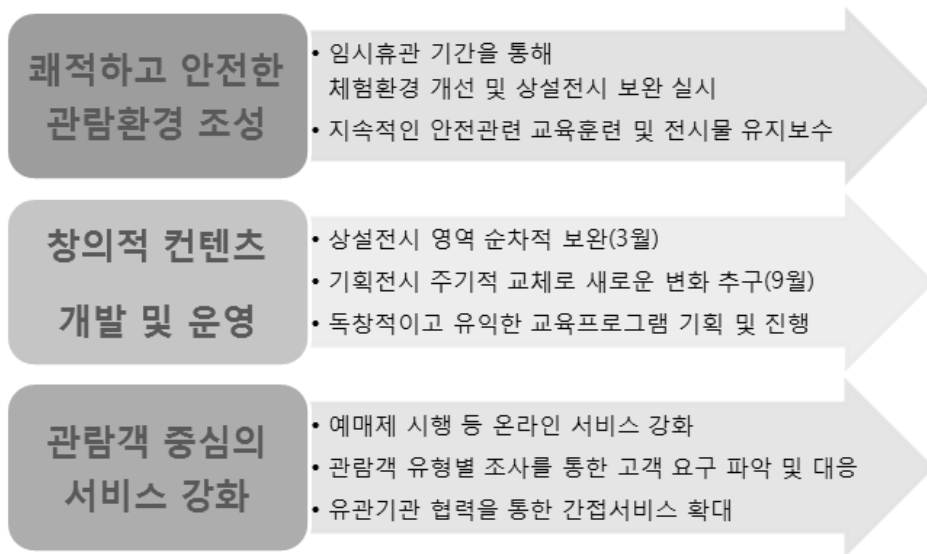 쾌적하고 안전한
관람환경 조성
• 임시휴관 기간을 통해
체험환경 개선 및 상설전시 보완 실시
• 지속적인 안전관련 교육훈련 및 전시물 유지보수
창의적 컨텐츠
개발 및 운영
• 상설전시 영역 순차적 보완(3월)
• 기획전시 주기적 교체로 새로운 변화 추구(9월)
• 독창적이고 유익한 교육프로그램 기획 및 진행
관람객 중심의
서비스 강화
• 예매제 시행 등 온라인 서비스 강화
• 관람객 유형별 조사를 통한 고객 요구 파악 및 대응
• 유관기관 협력을 통한 간접서비스 확대